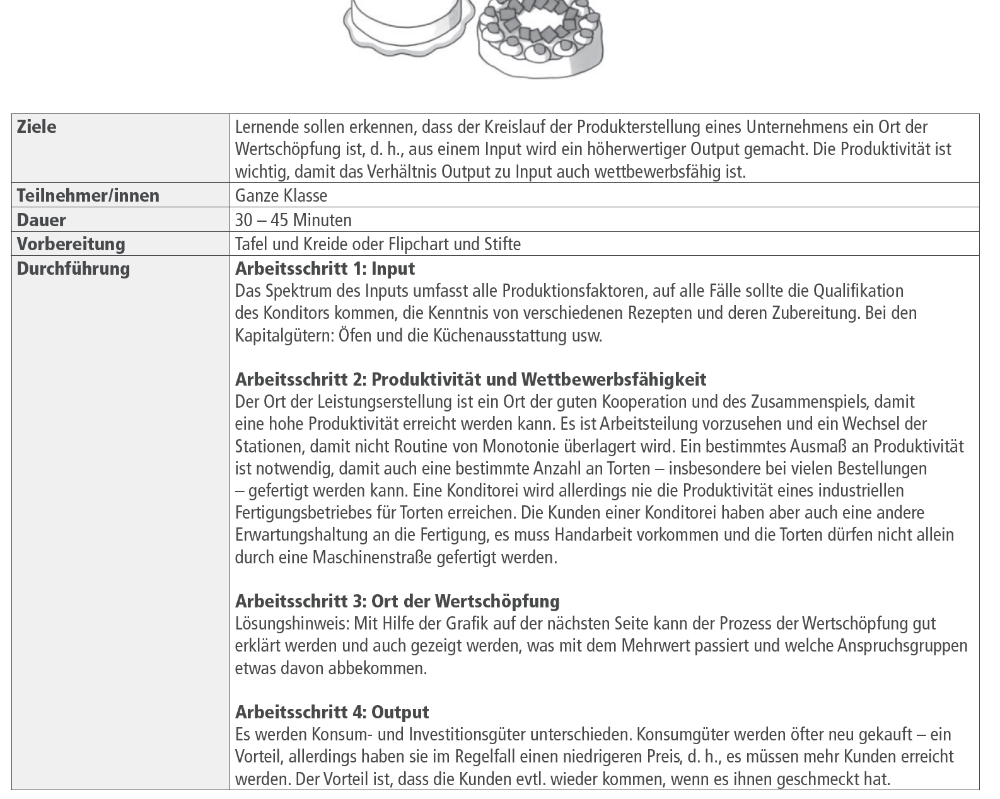 Ziele
Lernende sollen erkennen, dass der Kreislauf der Produkterstellung eines Unternehmens ein Ort der
Wertschöpfung ist, d. h., aus einem Input wird ein höherwertiger Output gemacht. Die Produktivität ist
wichtig, damit das Verhältnis Output zu Input auch wettbewerbsfähig ist.
Teilnehmer/innen
Ganze Klasse
Dauer
30 – 45 Minuten
Vorbereitung
Tafel und Kreide oder Flipchart und Stifte
Durchführung
Arbeitsschritt 1: Input
Das Spektrum des Inputs umfasst alle Produktionsfaktoren, auf alle Fälle sollte die Qualifikation
des Konditors kommen, die Kenntnis von verschiedenen Rezepten und deren Zubereitung. Bei den
Kapitalgütern: Öfen und die Küchenausstattung usw.
Arbeitsschritt 2: Produktivität und Wettbewerbsfähigkeit
Der Ort der Leistungserstellung ist ein Ort der guten Kooperation und des Zusammenspiels, damit
eine hohe Produktivität erreicht werden kann. Es ist Arbeitsteilung vorzusehen und ein Wechsel der
Stationen, damit nicht Routine von Monotonie überlagert wird. Ein bestimmtes Ausmaß an Produktivität
ist notwendig, damit auch eine bestimmte Anzahl an Torten – insbesondere bei vielen Bestellungen
– gefertigt werden kann. Eine Konditorei wird allerdings nie die Produktivität eines industriellen
Fertigungsbetriebes für Torten erreichen. Die Kunden einer Konditorei haben aber auch eine andere
Erwartungshaltung an die Fertigung, es muss Handarbeit vorkommen und die Torten dürfen nicht allein
durch eine Maschinenstraße gefertigt werden.
Arbeitsschritt 3: Ort der Wertschöpfung
Lösungshinweis: Mit Hilfe der Grafik auf der nächsten Seite kann der Prozess der Wertschöpfung gut
erklärt werden und auch gezeigt werden, was mit dem Mehrwert passiert und welche Anspruchsgruppen
etwas davon abbekommen.
Arbeitsschritt 4: Output
Es werden Konsum- und Investitionsgüter unterschieden. Konsumgüter werden öfter neu gekauft – ein
Vorteil, allerdings haben sie im Regelfall einen niedrigeren Preis, d. h., es müssen mehr Kunden erreicht
werden. Der Vorteil ist, dass die Kunden evtl. wieder kommen, wenn es ihnen geschmeckt hat.